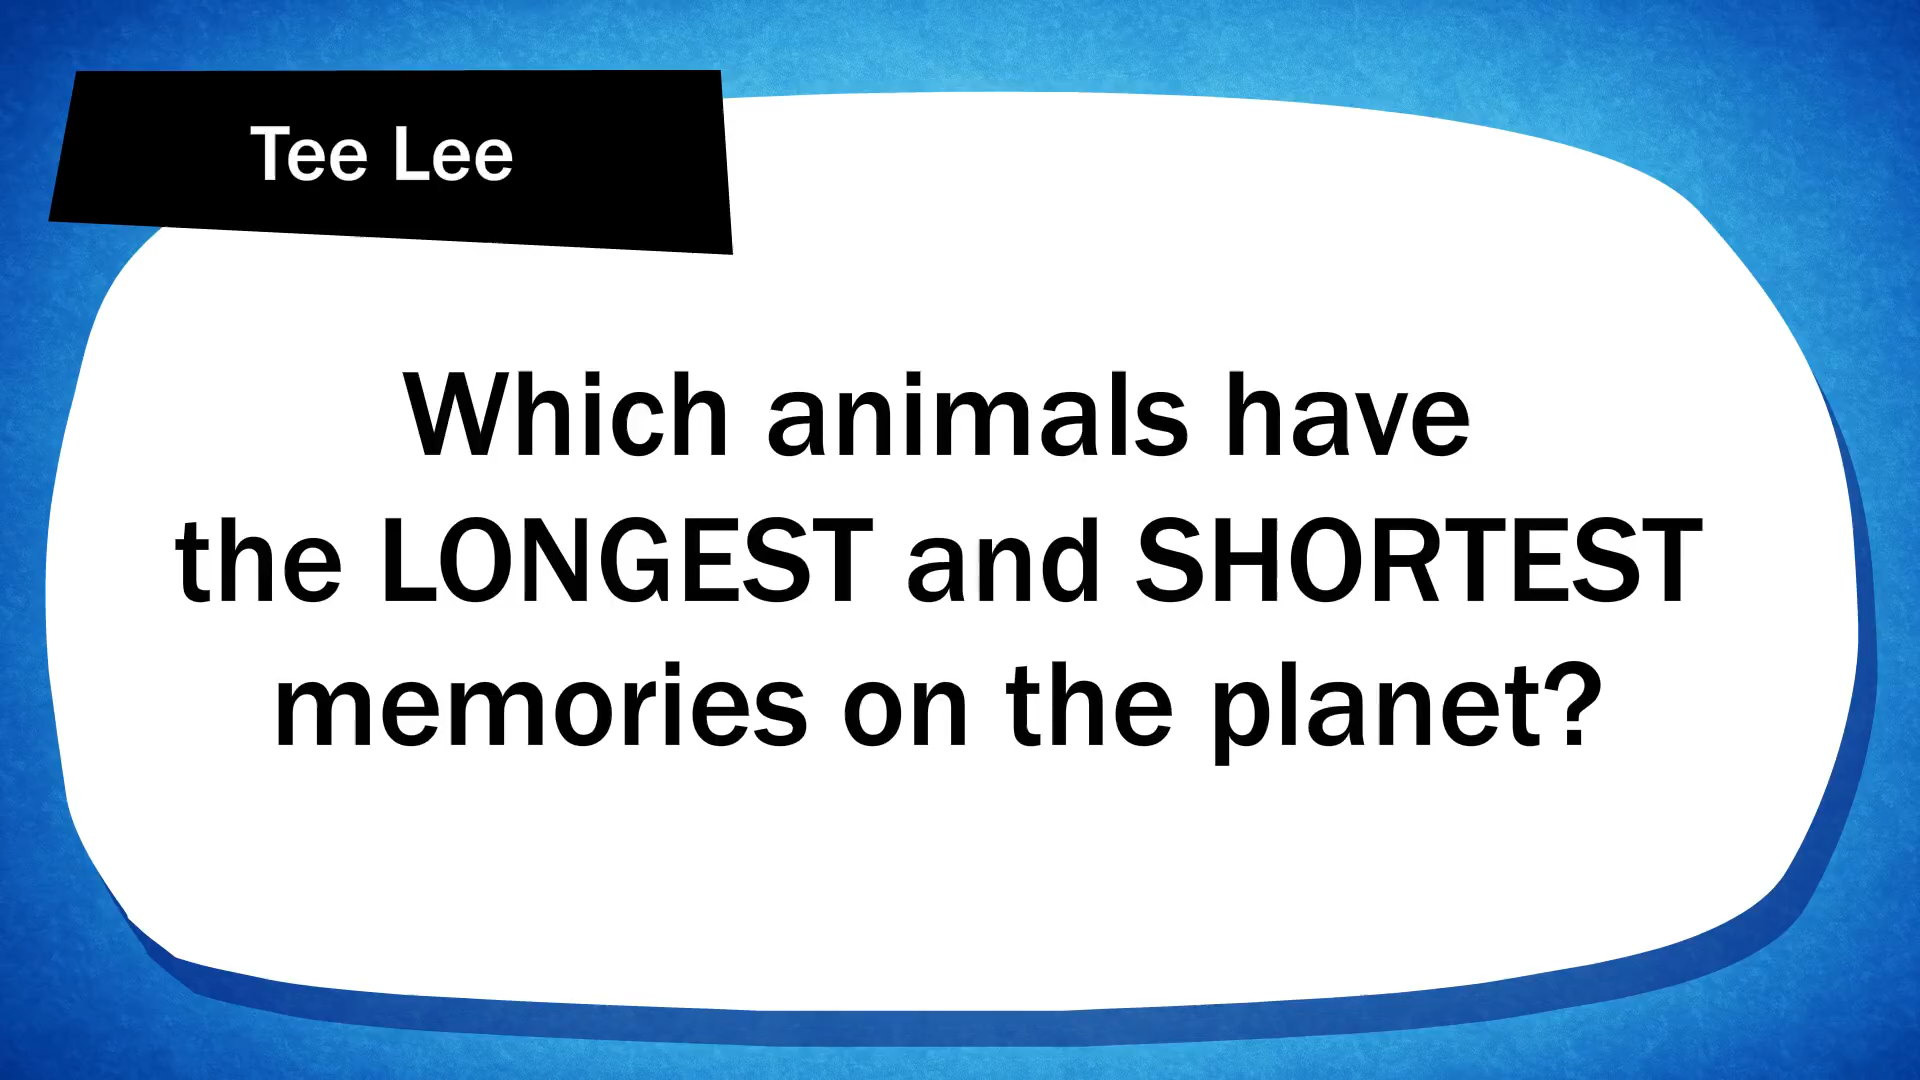 Tee Lee
Which animals have
the LONGEST and SHORTEST
memories on the planet?